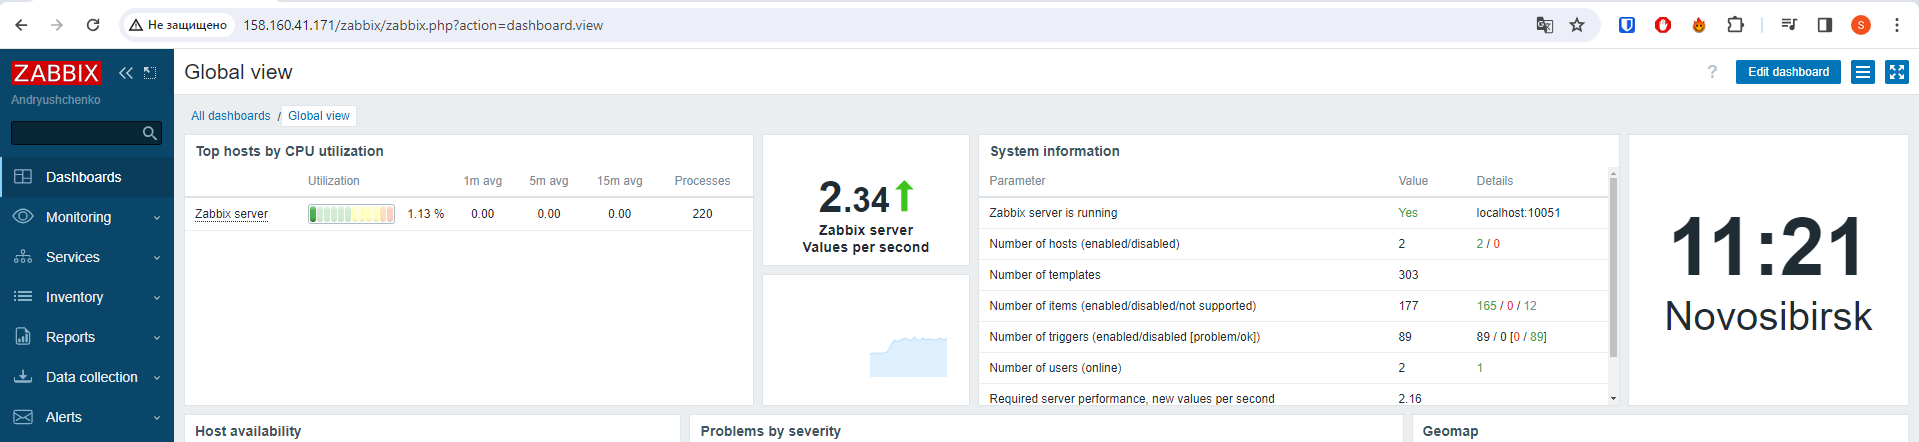 Не защищено 158.160.41.171/zabbix/zabbix.php?action=dashboard.view S
ZABBIX
Andryushchenko
Dashboards
Monitoring
Services
Inventory
Reports
Data collection
Alerts
Global view
? Edit dashboard
All dashboards / Global view
Top hosts by CPU utilization
Utilization 1m avg 5m avg 15m avg Processes
Zabbix server 1.13 % 0.00 0.00 0.00 220
2.34
Zabbix server
Values per second
System information
Parameter Value Details
Zabbix server is running Yes localhost:10051
Number of hosts (enabled/disabled) 2 2 / 0
Number of templates 303
Number of items (enabled/disabled/not supported) 177 165 / 0 / 12
Number of triggers (enabled/disabled [problem/ok]) 89 89 / 0 [0 / 89]
Number of users (online) 2 1
Required server performance, new values per second 2.16
11:21
Novosibirsk
Host availability
Problems by severity
Geomap